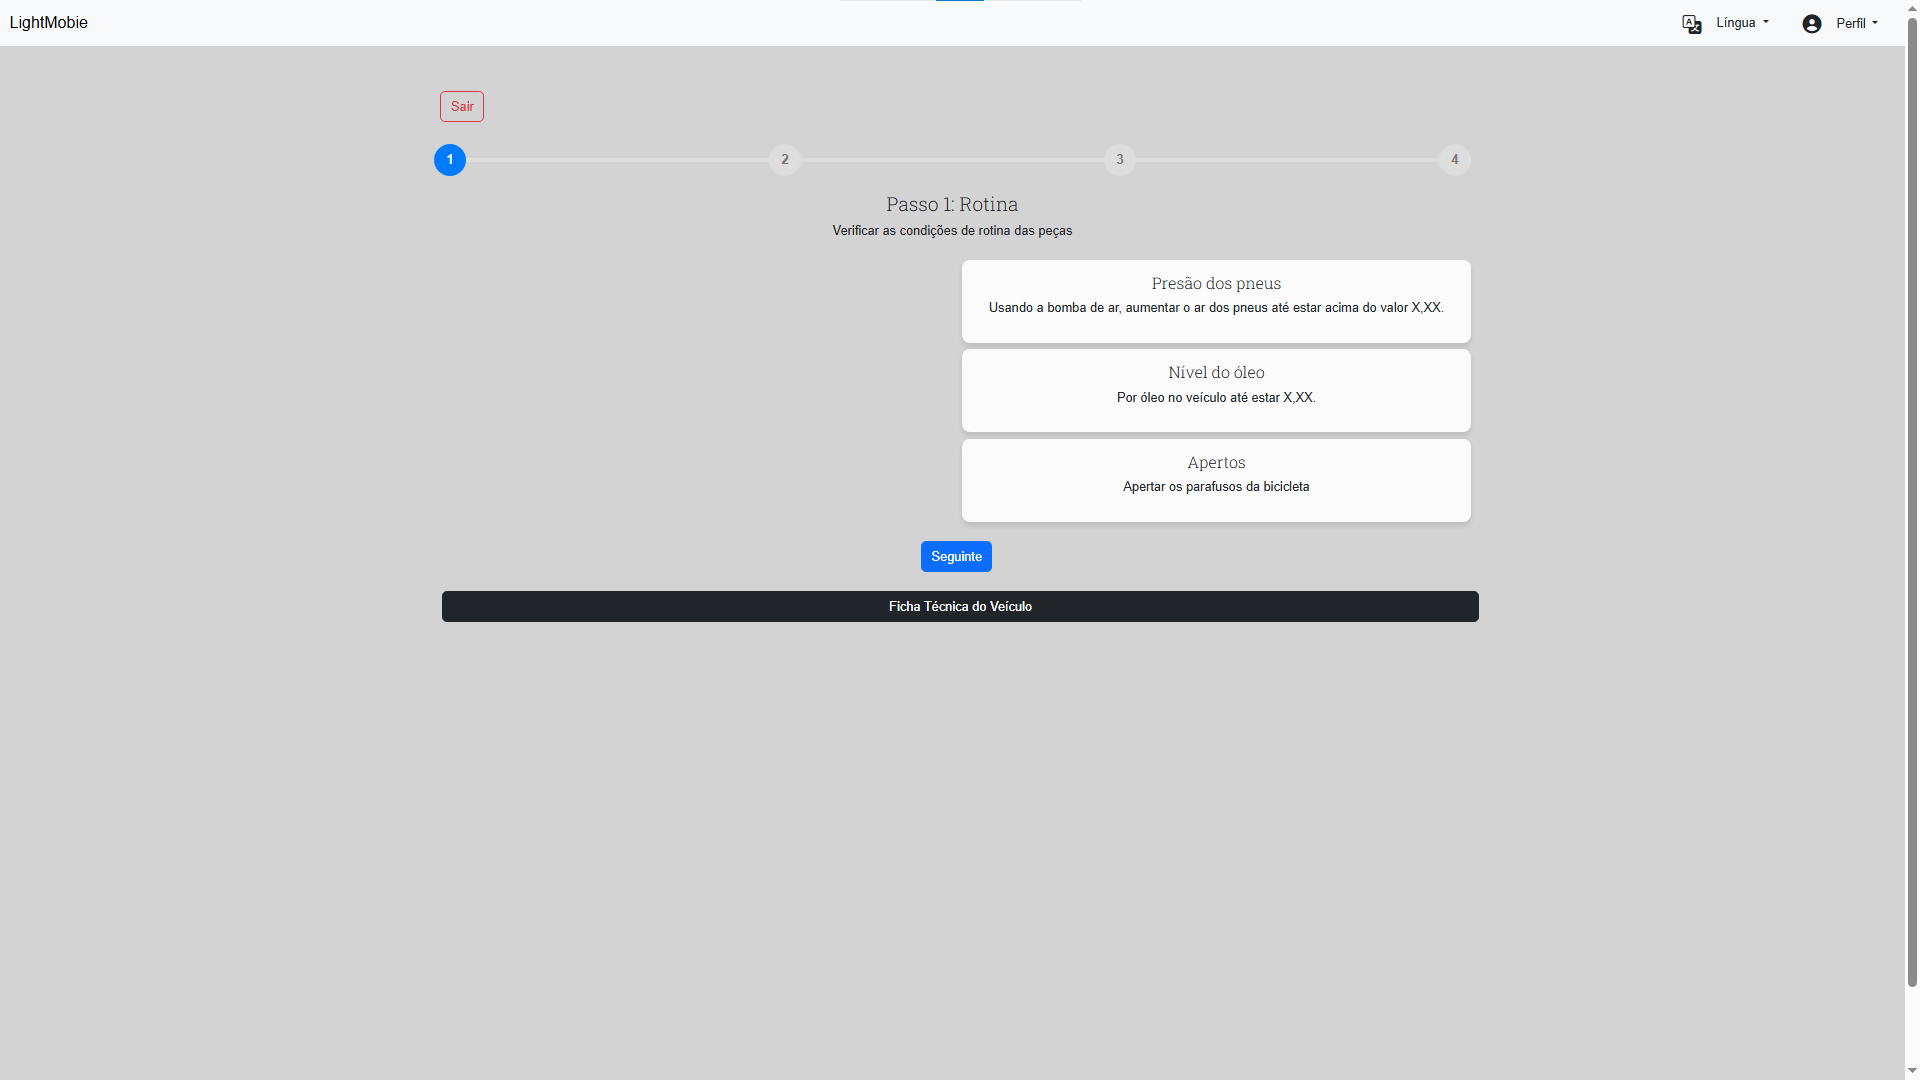 LightMobie
Língua
Perfil
Sair
1 2 3 4
Passo 1: Rotina
Verificar as condições de rotina das peças
Presão dos pneus
Usando a bomba de ar, aumentar o ar dos pneus até estar acima do valor X,XX.
Nível do óleo
Por óleo no veículo até estar X,XX.
Apertos
Apertar os parafusos da bicicleta
Seguinte
Ficha Técnica do Veículo